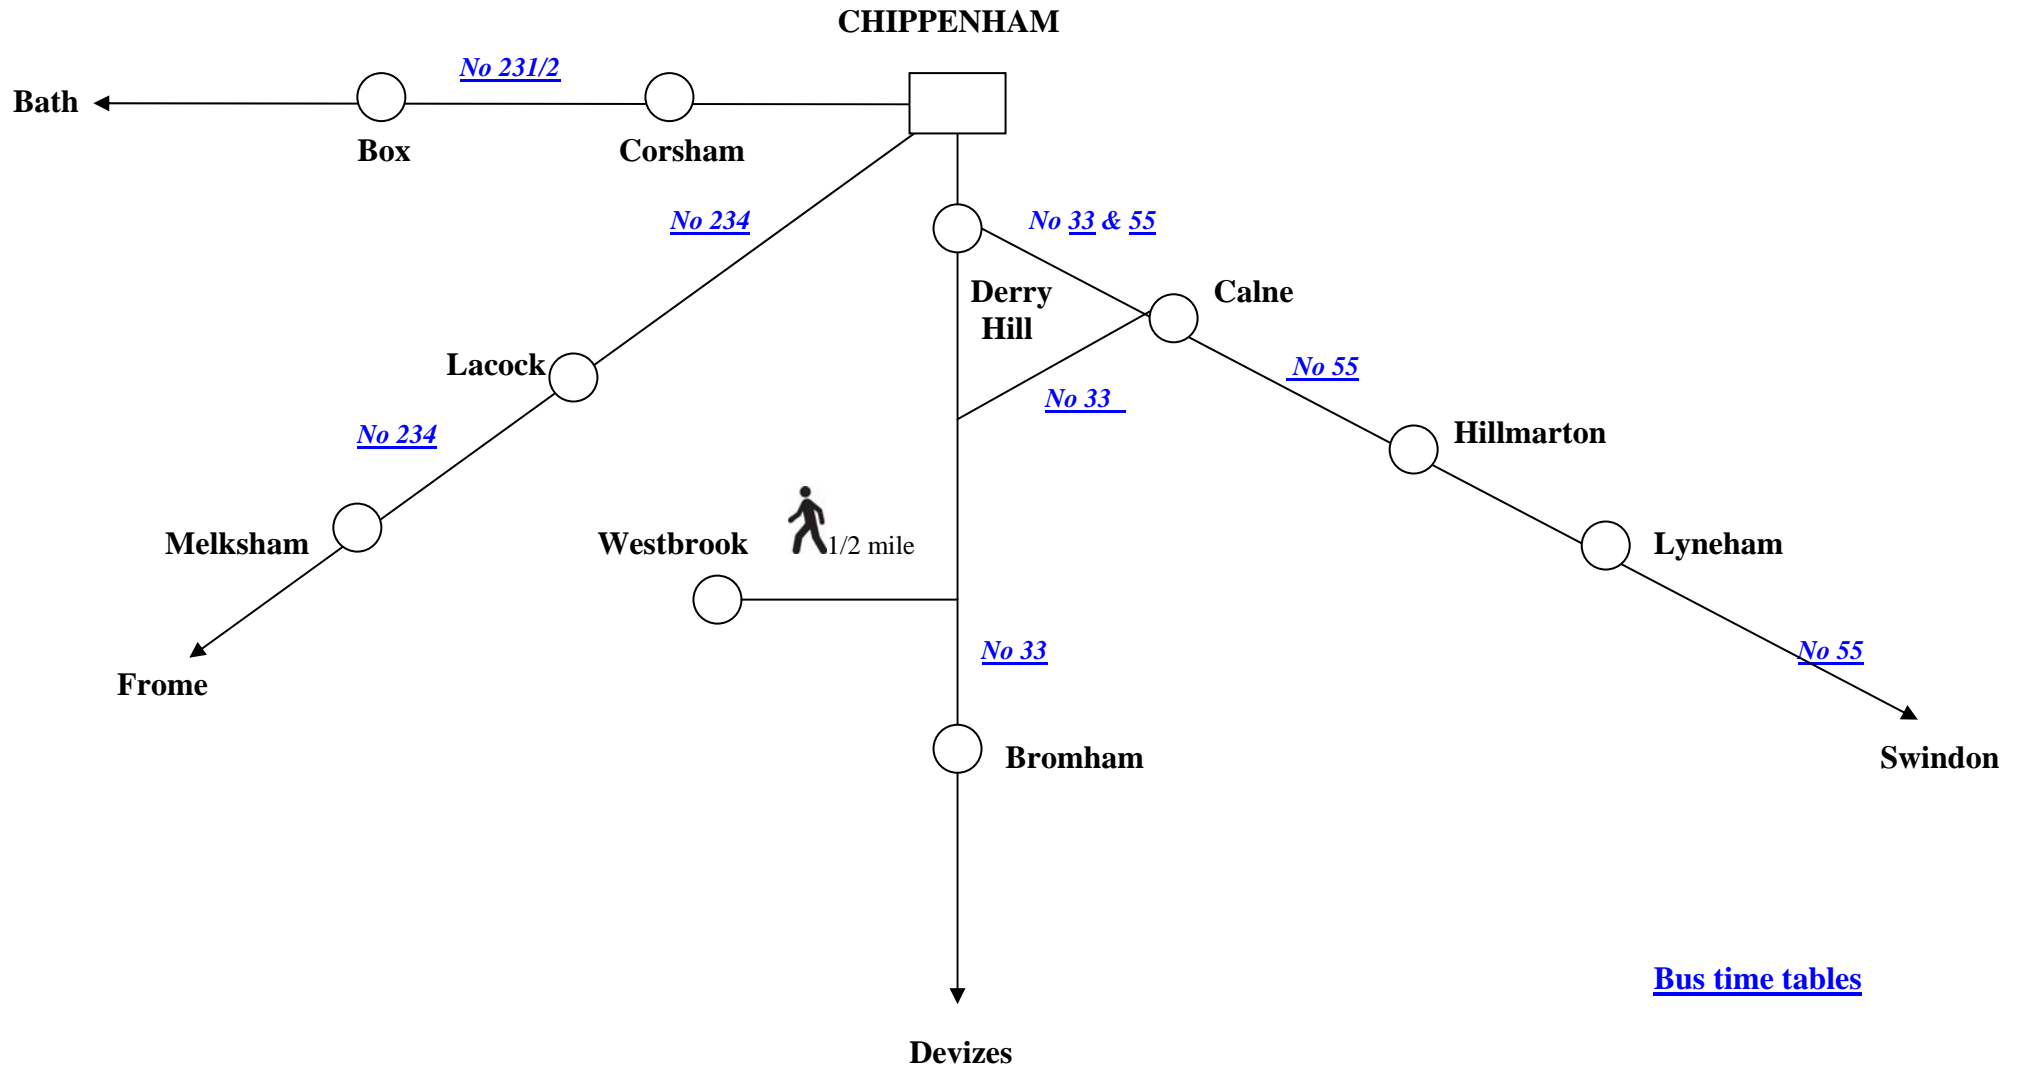 CHIPPENHAM
No 231/2
Bath
Box
Corsham
No 234
No 33 & 55
Derry
Hill
Calne
Lacock
No 55
No 33
No 234
Hillmarton
Melksham
Westbrook
1/2 mile
Lyneham
No 33
No 55
Frome
Bromham
Swindon
Bus time tables
Devizes